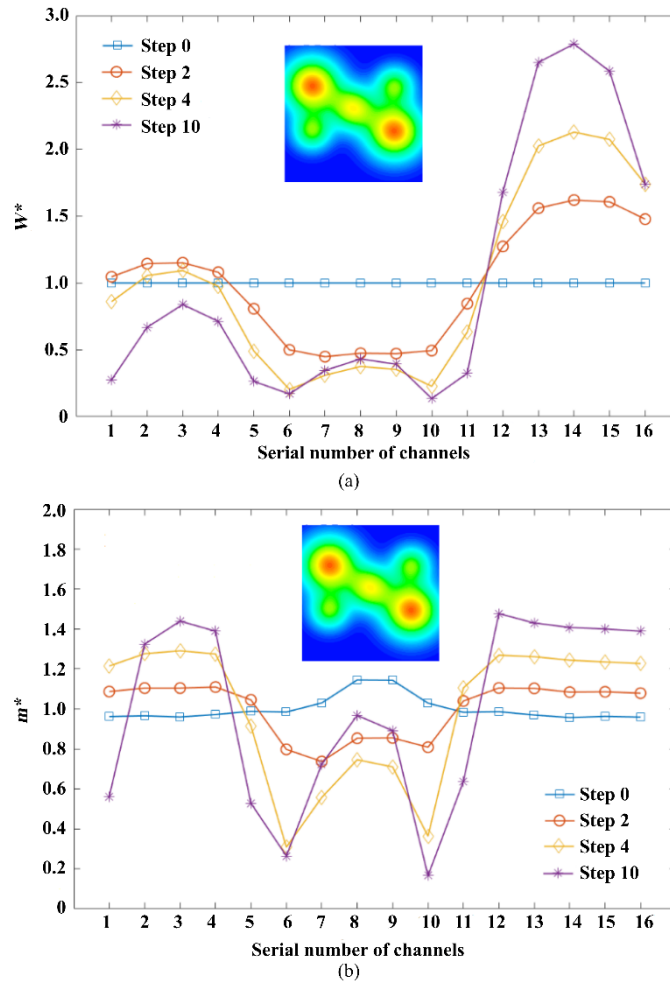 3.0
2.5
2.0
1.5
1.0
0.5
0
W*
Step 0
Step 2
Step 4
Step 10
1 2 3 4 5 6 7 8 9 10 11 12 13 14 15 16
Serial number of channels
(a)
2.0
1.8
1.6
1.4
1.2
1.0
0.8
0.6
0.4
0.2
0
m*
Step 0
Step 2
Step 4
Step 10
1 2 3 4 5 6 7 8 9 10 11 12 13 14 15 16
Serial number of channels
(b)